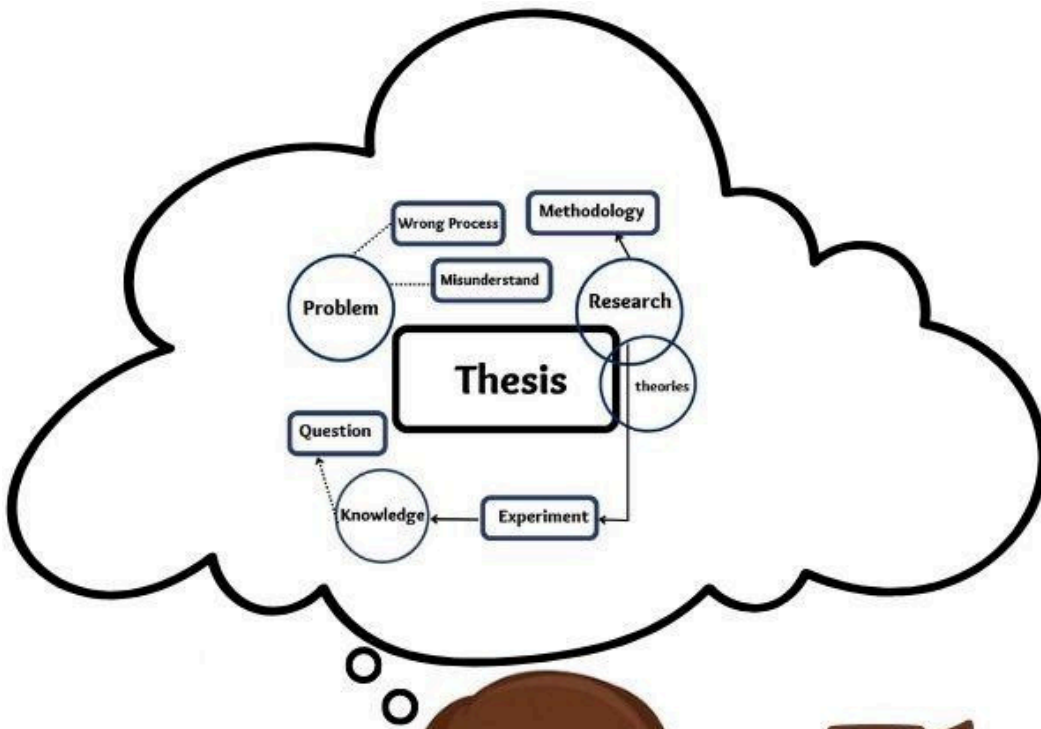 Wrong Process
Methodology
Misunderstand
Problem
Research
Thesis
theories
Question
Knowledge
Experiment